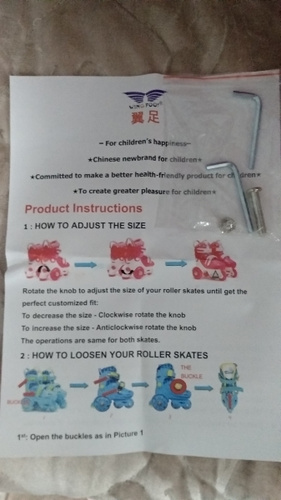 翼足
~ For children's happiness~
★Chinese newbrand for children★
★Committed to make a better health-friendly product for children★
★To create greater pleasure for children★
Product Instructions
1 : HOW TO ADJUST THE SIZE
Rotate the knob to adjust the size of your roller skates until get the
perfect customized fit:
To decrease the size - Clockwise rotate the knob
To increase the size - Anticlockwise rotate the knob
The operations are same for both skates.
2 : HOW TO LOOSEN YOUR ROLLER SKATES
THE
BUCKLE
1st: Open the buckles as in Picture 1